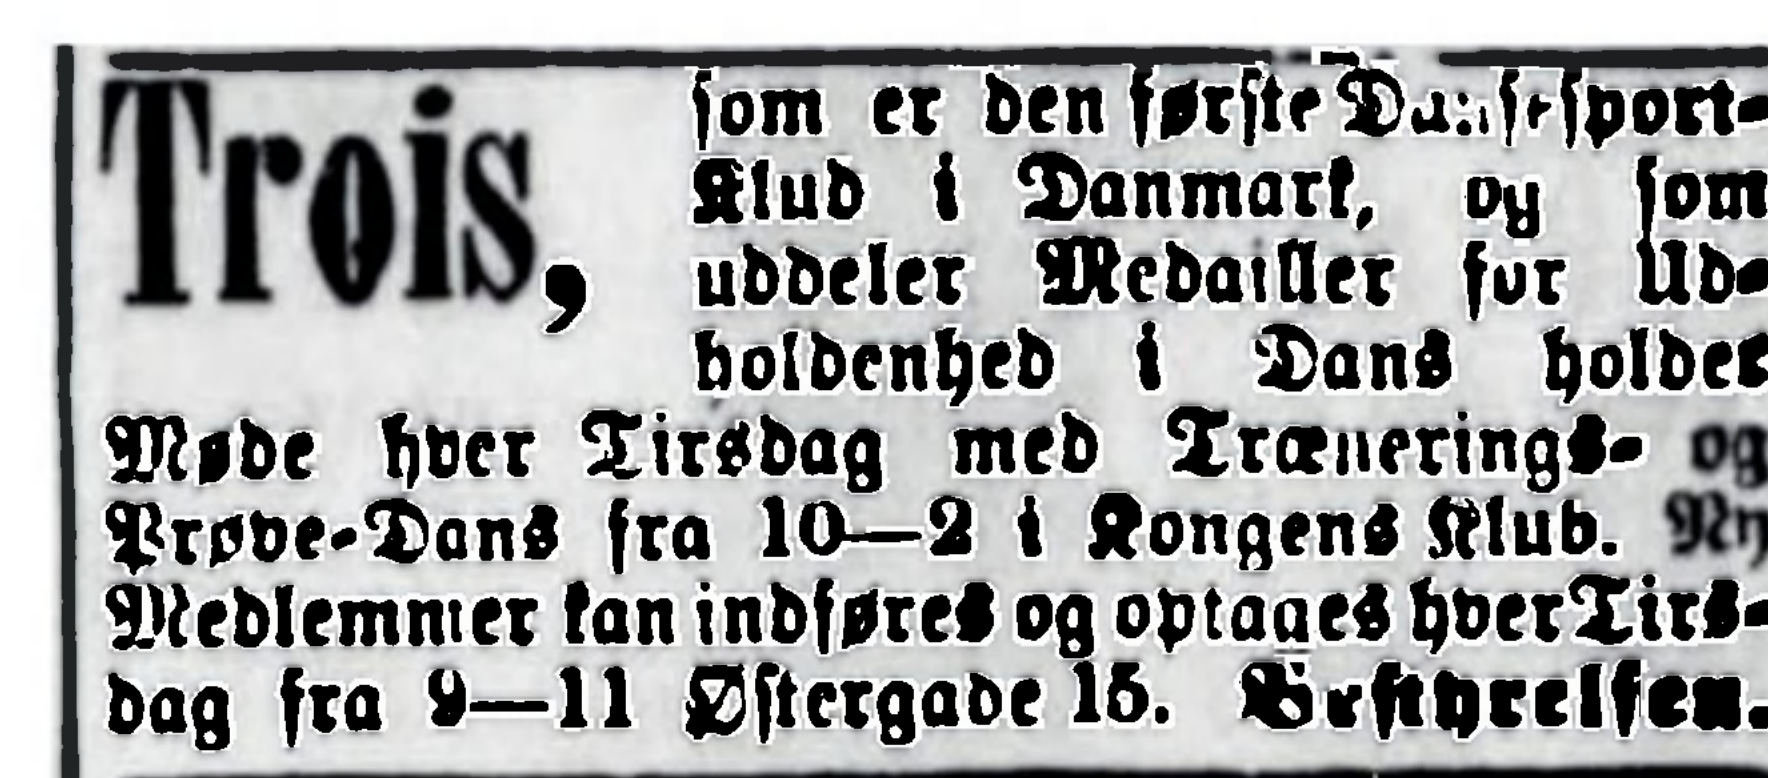 Trois, som er den første Dansesport-
Klub i Danmark, og som
uddeler Medailler for Ud-
holdenhed i Dans holder
Møde hver Tirsdag med Trænerings- og
Prøve-Dans fra 10—2 i Kongens Klub. Ny
Medlemmer kan indføres og optages hver Tirs-
dag fra 9—11 Østergade 15. Bestyrelsen.